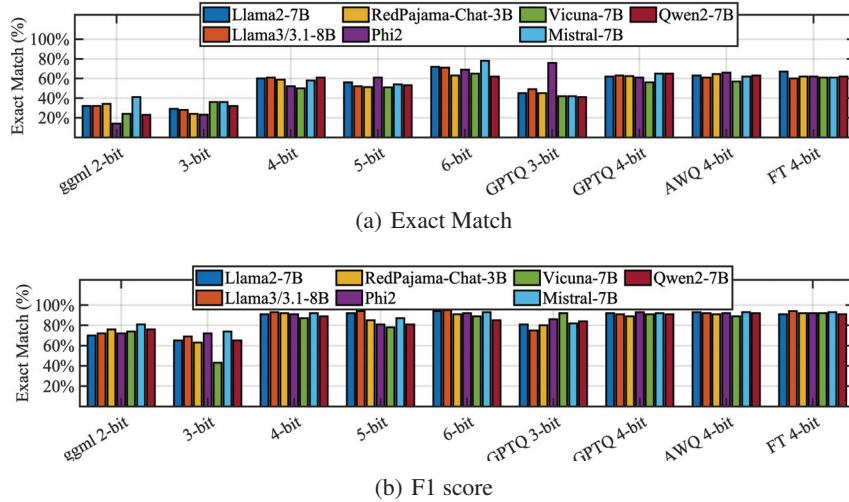 Llama2-7B RedPajama-Chat-3B Vicuna-7B Qwen2-7B
Llama3/3.1-8B Phi2 Mistral-7B
Exact Match (%)
100%
80%
60%
40%
20%
ggml 2-bit 3-bit 4-bit 5-bit 6-bit GPTQ 3-bit GPTQ 4-bit AWQ 4-bit FT 4-bit
(a) Exact Match
Llama2-7B RedPajama-Chat-3B Vicuna-7B Qwen2-7B
Llama3/3.1-8B Phi2 Mistral-7B
Exact Match (%)
100%
80%
60%
40%
20%
ggml 2-bit 3-bit 4-bit 5-bit 6-bit GPTQ 3-bit GPTQ 4-bit AWQ 4-bit FT 4-bit
(b) F1 score